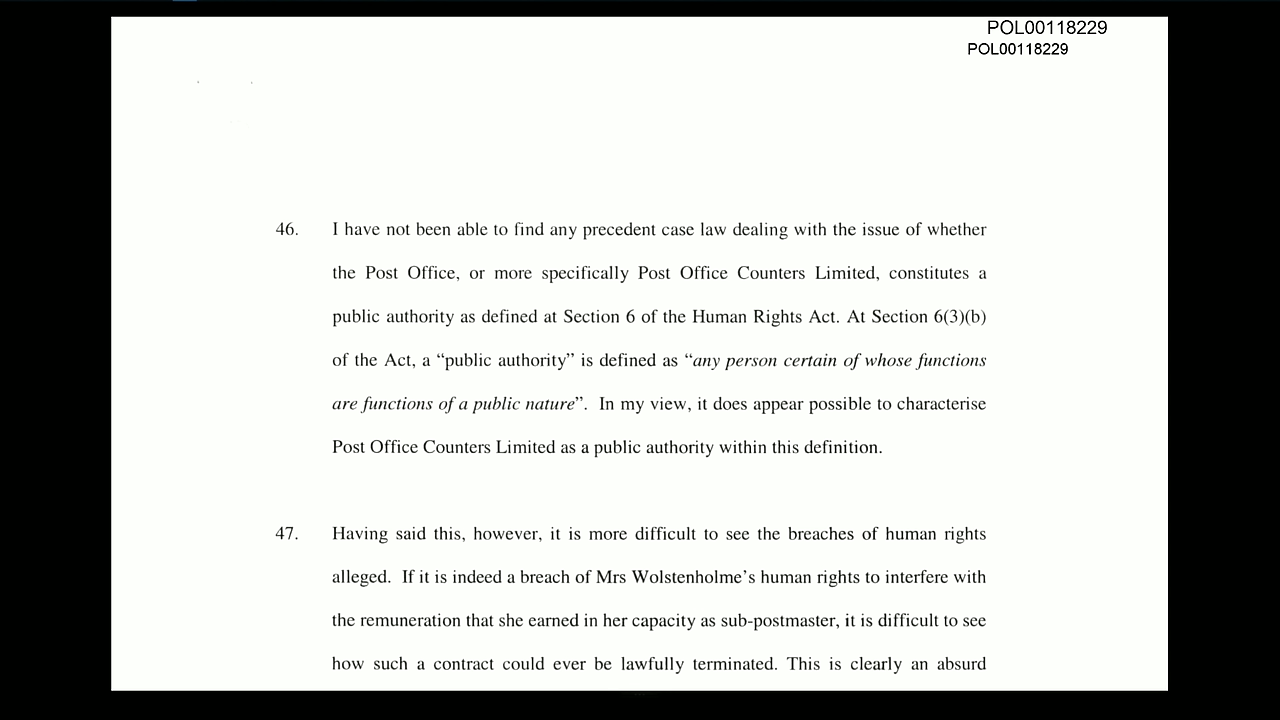 POL00118229
POL00118229
46. I have not been able to find any precedent case law dealing with the issue of whether
the Post Office, or more specifically Post Office Counters Limited, constitutes a
public authority as defined at Section 6 of the Human Rights Act. At Section 6(3)(b)
of the Act, a “public authority” is defined as “any person certain of whose functions
are functions of a public nature”. In my view, it does appear possible to characterise
Post Office Counters Limited as a public authority within this definition.
47. Having said this, however, it is more difficult to see the breaches of human rights
alleged. If it is indeed a breach of Mrs Wolstenholme’s human rights to interfere with
the remuneration that she earned in her capacity as sub-postmaster, it is difficult to see
how such a contract could ever be lawfully terminated. This is clearly an absurd